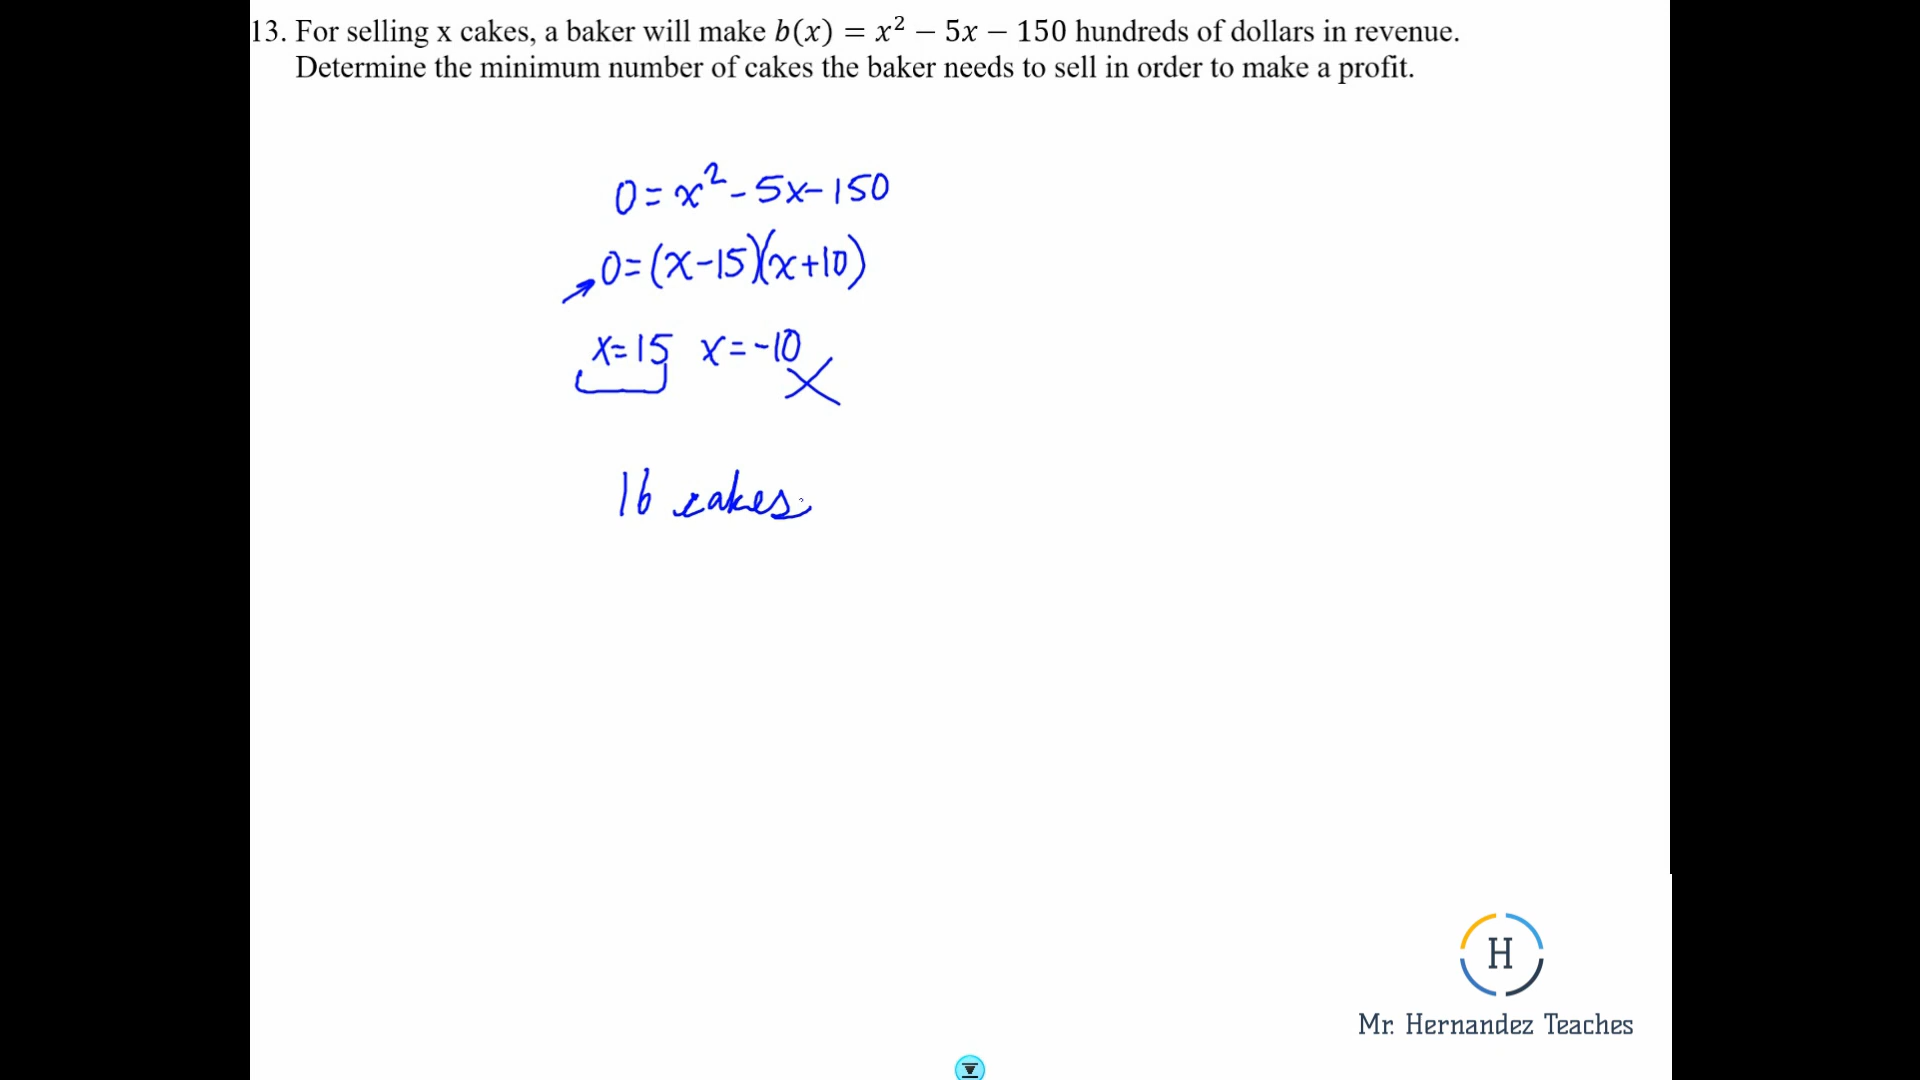 13. For selling x cakes, a baker will make b(x) = x² − 5x − 150 hundreds of dollars in revenue.
Determine the minimum number of cakes the baker needs to sell in order to make a profit.
0 = x² - 5x - 150
0 = (x - 15)(x + 10)
x = 15 x = -10
16 cakes
H
Mr. Hernandez Teaches